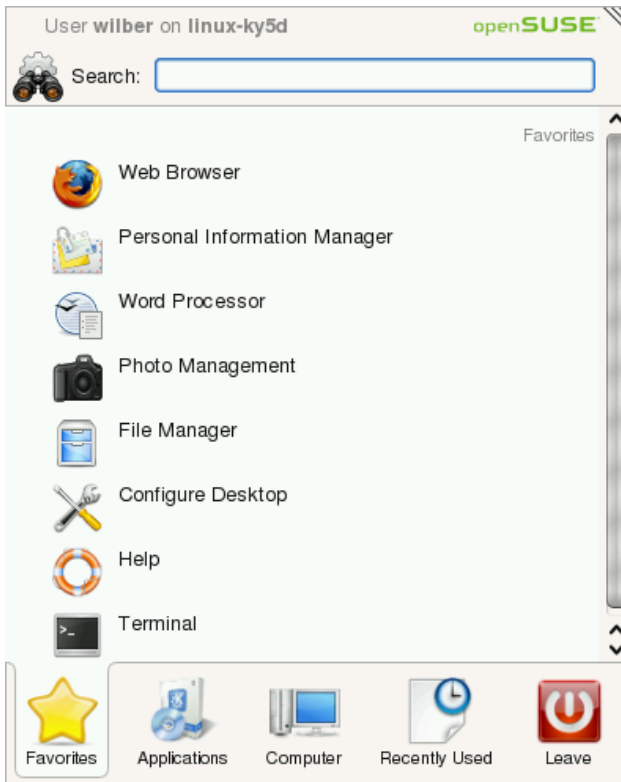 User wilber on linux-ky5d openSUSE
Search:
Favorites
Web Browser
Personal Information Manager
Word Processor
Photo Management
File Manager
Configure Desktop
Help
>_
Terminal
Favorites Applications Computer Recently Used Leave